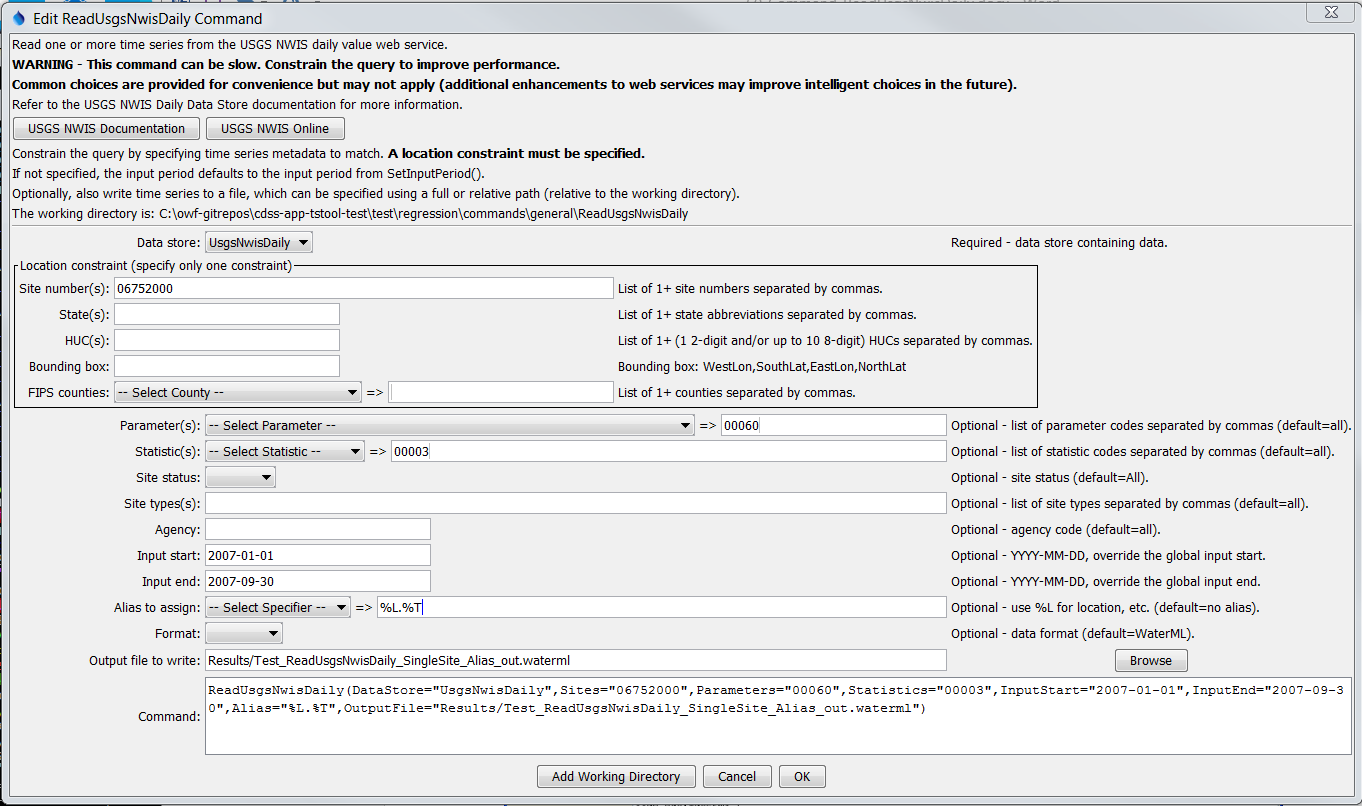 Edit ReadUsgsNwisDaily Command
Read one or more time series from the USGS NWIS daily value web service.
WARNING - This command can be slow. Constrain the query to improve performance.
Common choices are provided for convenience but may not apply (additional enhancements to web services may improve intelligent choices in the future).
Refer to the USGS NWIS Daily Data Store documentation for more information.
USGS NWIS Documentation USGS NWIS Online
Constrain the query by specifying time series metadata to match. A location constraint must be specified.
If not specified, the input period defaults to the input period from SetInputPeriod().
Optionally, also write time series to a file, which can be specified using a full or relative path (relative to the working directory).
The working directory is: C:\owf-gitrepos\cdss-app-tstool-test\test\regression\commands\general\ReadUsgsNwisDaily
Data store: UsgsNwisDaily Required - data store containing data.
Location constraint (specify only one constraint)
Site number(s): 06752000 List of 1+ site numbers separated by commas.
State(s): List of 1+ state abbreviations separated by commas.
HUC(s): List of 1+ (1 2-digit and/or up to 10 8-digit) HUCs separated by commas.
Bounding box: Bounding box: WestLon,SouthLat,EastLon,NorthLat
FIPS counties: -- Select County -- => List of 1+ counties separated by commas.
Parameter(s): -- Select Parameter -- => 00060 Optional - list of parameter codes separated by commas (default=all).
Statistic(s): -- Select Statistic -- => 00003 Optional - list of statistic codes separated by commas (default=all).
Site status: Optional - site status (default=All).
Site types(s): Optional - list of site types separated by commas (default=all).
Agency: Optional - agency code (default=all).
Input start: 2007-01-01 Optional - YYYY-MM-DD, override the global input start.
Input end: 2007-09-30 Optional - YYYY-MM-DD, override the global input end.
Alias to assign: -- Select Specifier -- => %L.%T Optional - use %L for location, etc. (default=no alias).
Format: Optional - data format (default=WaterML).
Output file to write: Results/Test_ReadUsgsNwisDaily_SingleSite_Alias_out.waterml Browse
Command: ReadUsgsNwisDaily(DataStore="UsgsNwisDaily",Sites="06752000",Parameters="00060",Statistics="00003",InputStart="2007-01-01",InputEnd="2007-09-3
0",Alias="%L.%T",OutputFile="Results/Test_ReadUsgsNwisDaily_SingleSite_Alias_out.waterml")
Add Working Directory Cancel OK